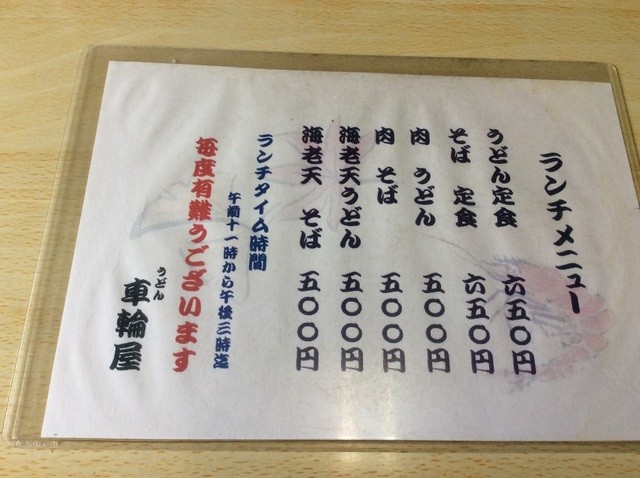 ランチメニュー
うどん定食 六五〇円
そば 定食 六五〇円
肉 うどん 五〇〇円
肉 そば 五〇〇円
海老天うどん 五〇〇円
海老天 そば 五〇〇円
ランチタイム時間
午前十一時から午後三時迄
毎度有難うございます
うどん
車輪屋